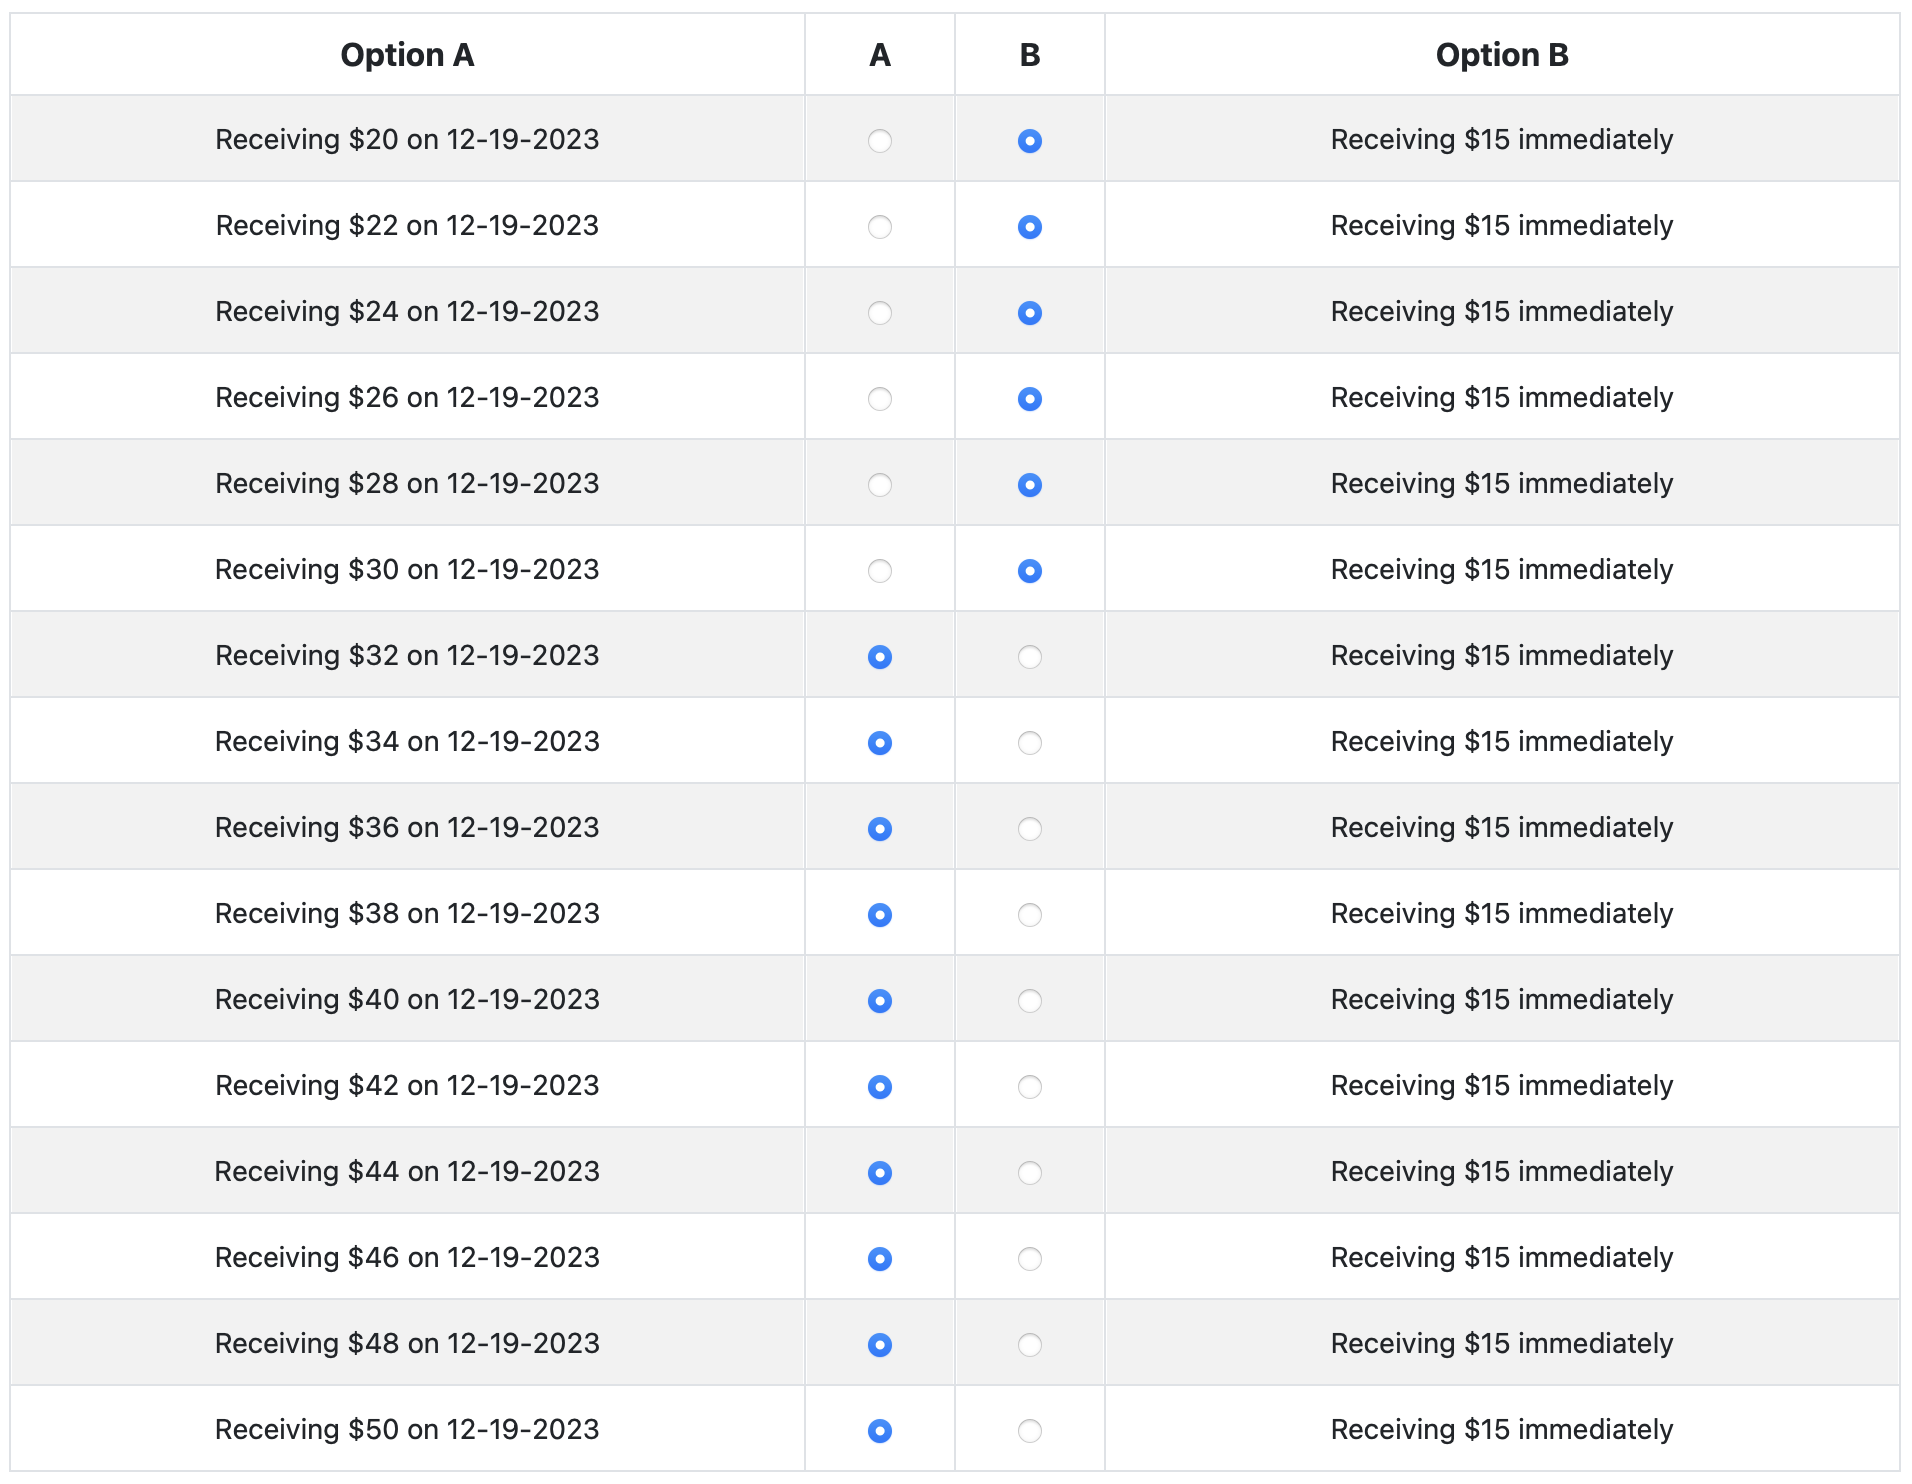 Option A A B Option B
Receiving $20 on 12-19-2023 Receiving $15 immediately
Receiving $22 on 12-19-2023 Receiving $15 immediately
Receiving $24 on 12-19-2023 Receiving $15 immediately
Receiving $26 on 12-19-2023 Receiving $15 immediately
Receiving $28 on 12-19-2023 Receiving $15 immediately
Receiving $30 on 12-19-2023 Receiving $15 immediately
Receiving $32 on 12-19-2023 Receiving $15 immediately
Receiving $34 on 12-19-2023 Receiving $15 immediately
Receiving $36 on 12-19-2023 Receiving $15 immediately
Receiving $38 on 12-19-2023 Receiving $15 immediately
Receiving $40 on 12-19-2023 Receiving $15 immediately
Receiving $42 on 12-19-2023 Receiving $15 immediately
Receiving $44 on 12-19-2023 Receiving $15 immediately
Receiving $46 on 12-19-2023 Receiving $15 immediately
Receiving $48 on 12-19-2023 Receiving $15 immediately
Receiving $50 on 12-19-2023 Receiving $15 immediately